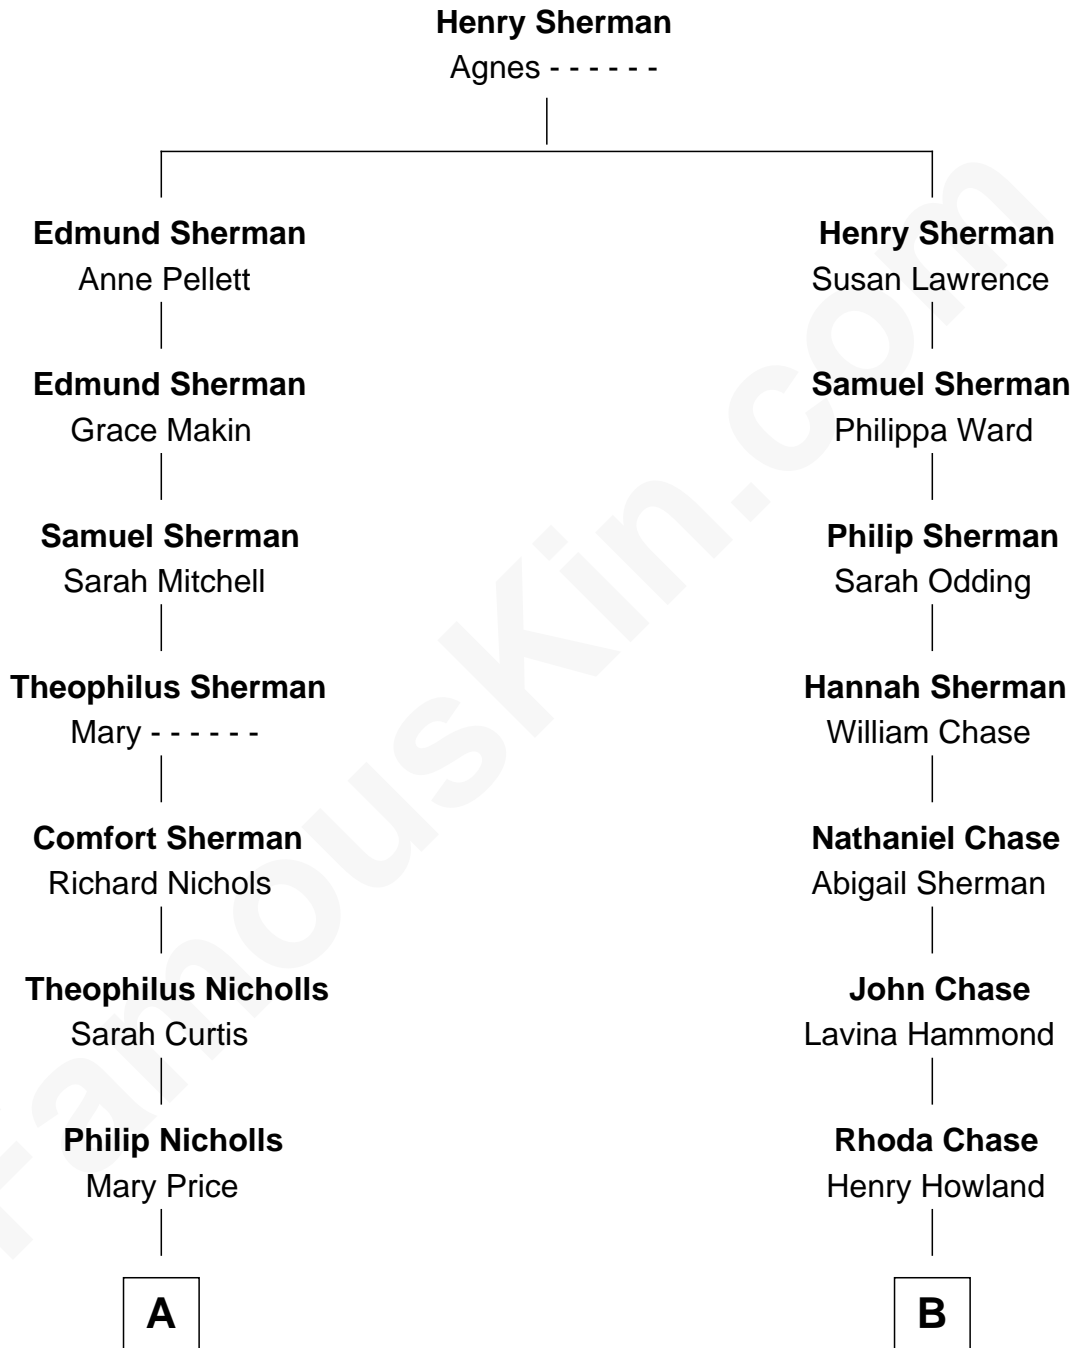 Henry Sherman
Agnes - - - - - -
Edmund Sherman
Anne Pellett
Henry Sherman
Susan Lawrence
Edmund Sherman
Grace Makin
Samuel Sherman
Philippa Ward
Samuel Sherman
Sarah Mitchell
Philip Sherman
Sarah Odding
Theophilus Sherman
Mary - - - - - -
Hannah Sherman
William Chase
Comfort Sherman
Richard Nichols
Nathaniel Chase
Abigail Sherman
Theophilus Nicholls
Sarah Curtis
John Chase
Lavina Hammond
Philip Nicholls
Mary Price
Rhoda Chase
Henry Howland
A
B
FamousKin.com